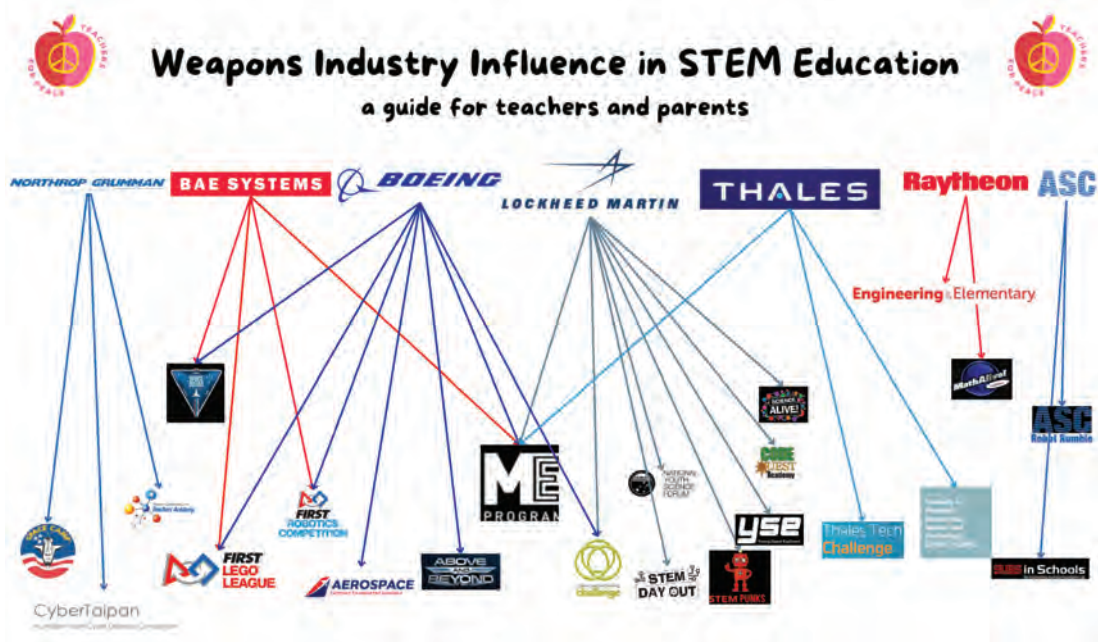 TEACHERS FOR PEACE
TEACHERS FOR PEACE
Weapons Industry Influence in STEM Education
a guide for teachers and parents
NORTHROP GRUMMAN
BAE SYSTEMS
BOEING
LOCKHEED MARTIN
THALES
Raytheon
ASC
Engineering is Elementary
MathAlive!
SCIENCE
ALIVE!
ASC
Robot Rumble
CODE
QUEST
Academy
ME
PROGRAM
NATIONAL
YOUTH
SCIENCE
FORUM
SPACE CAMP
FIRST
ROBOTICS
COMPETITION
yse
Thales Tech
Challenge
FIRST
LEGO
LEAGUE
AEROSPACE
ABOVE
AND
BEYOND
challenge
STEM
DAY OUT
STEM PUNKS
SUBS in Schools
CyberTaipan